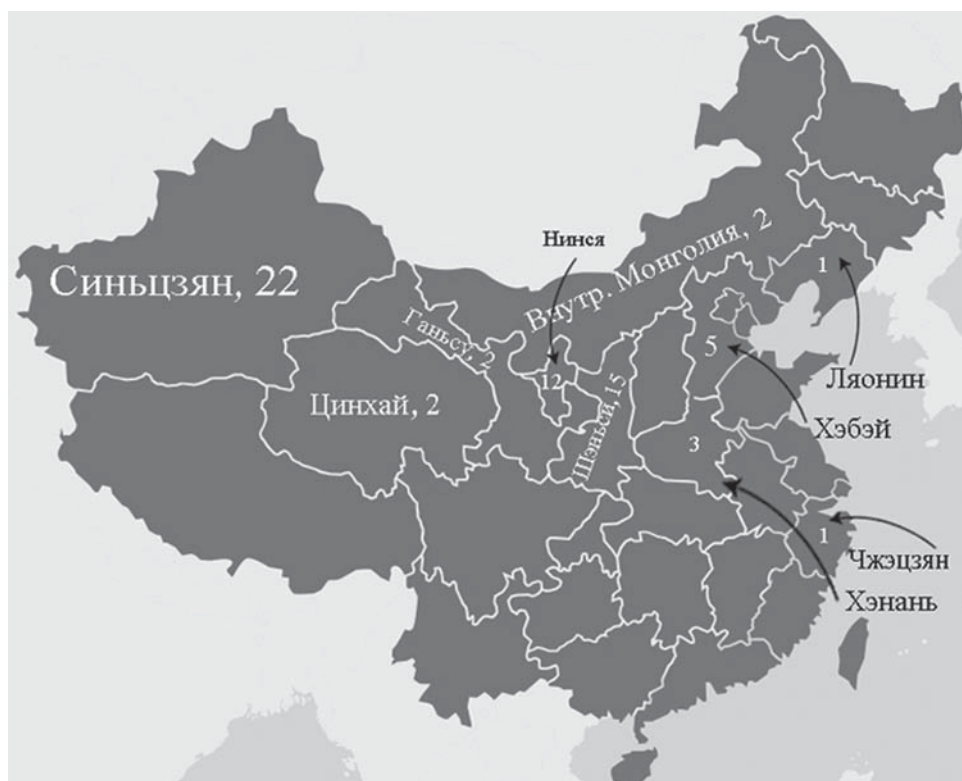 Нинся
Внутр. Монголия, 2
Синьцзян, 22
Ганьсу, 2
1
5
12
Ляонин
Цинхай, 2
Шэньси, 15
Хэбэй
3
1
Чжэцзян
Хэнань